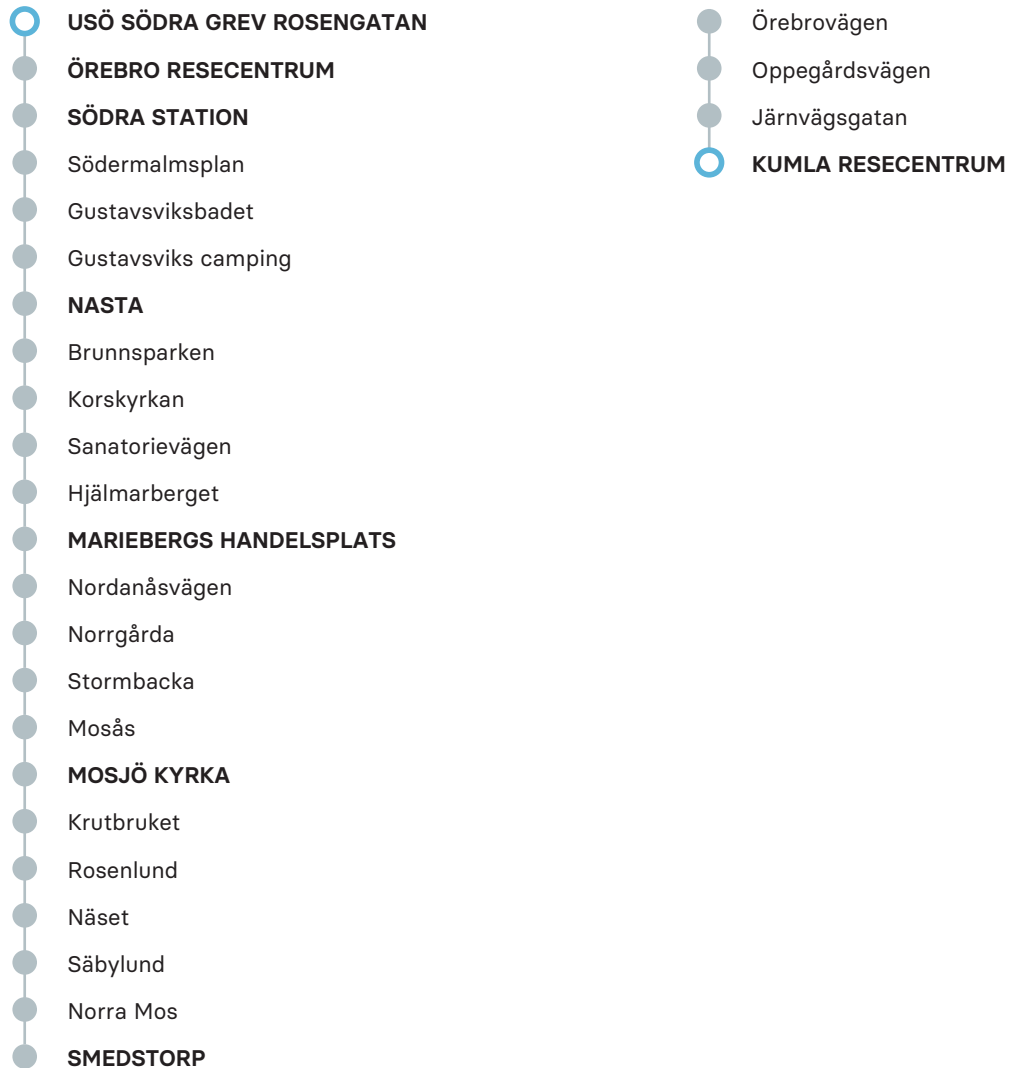 USÖ SÖDRA GREV ROSENGATAN
ÖREBRO RESECENTRUM
SÖDRA STATION
Södermalmsplan
Gustavsviksbadet
Gustavsviks camping
NASTA
Brunnsparken
Korskyrkan
Sanatorievägen
Hjälmarberget
MARIEBERGS HANDELSPLATS
Nordanåsvägen
Norrgårda
Stormbacka
Mosås
MOSJÖ KYRKA
Krutbruket
Rosenlund
Näset
Säbylund
Norra Mos
SMEDSTORP
Örebrovägen
Oppegårdsvägen
Järnvägsgatan
KUMLA RESECENTRUM